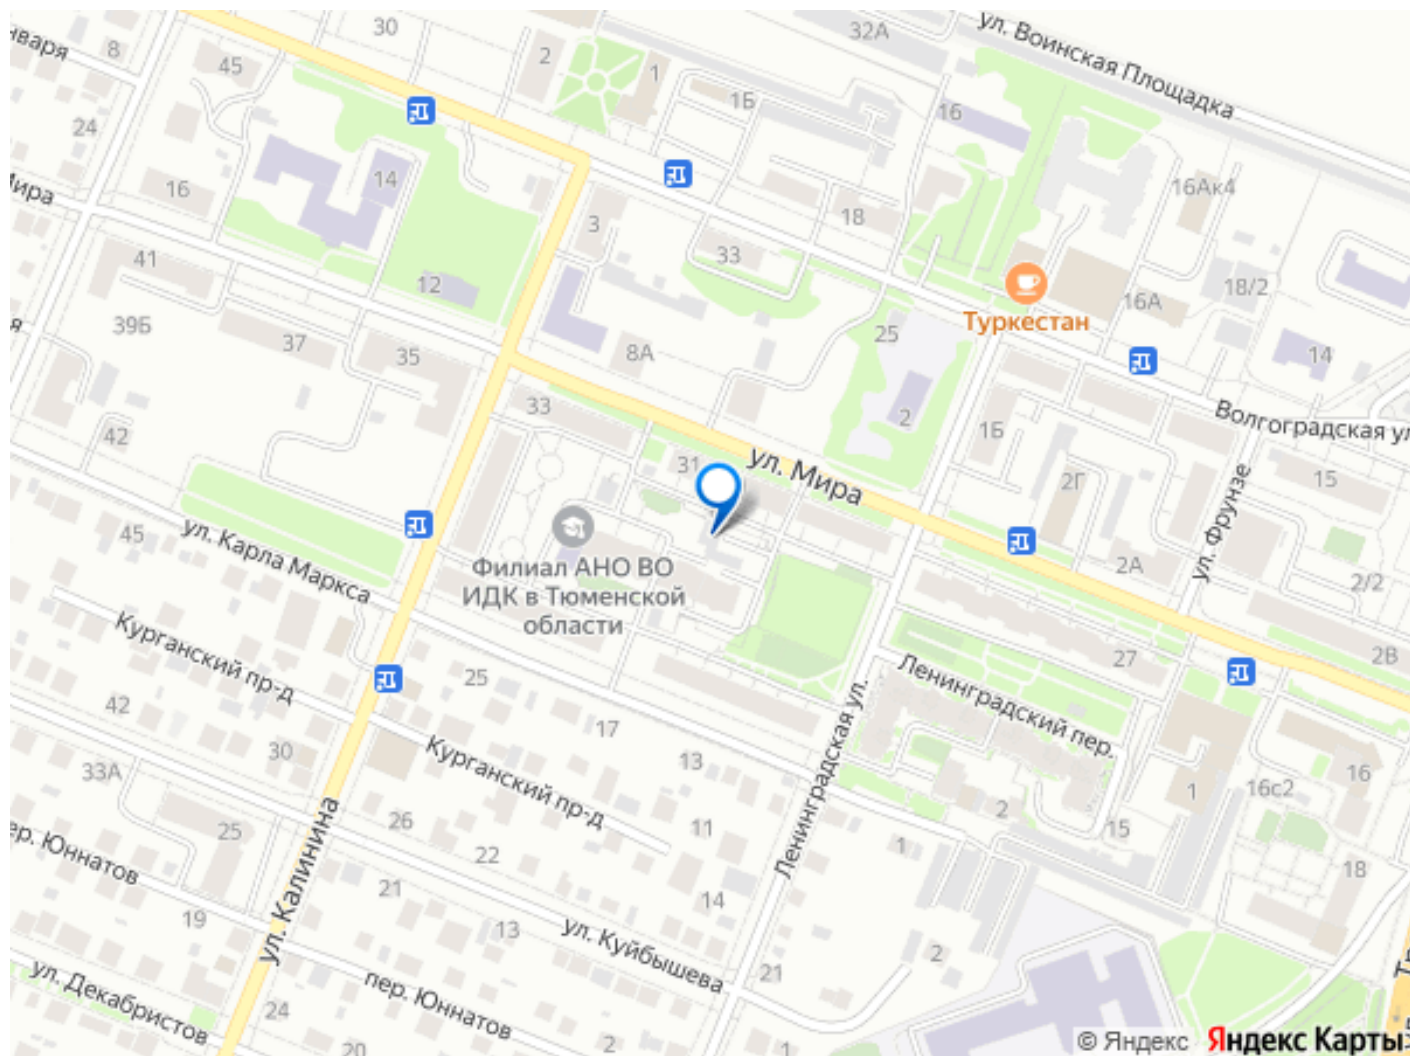 30
2
32А
ул. Воинская Площадка
января
8
45
1
1Б
16
24
14
16
16Ак4
Мира
3
18
33
41
12
18/2
16А
Туркестан
39Б
37
35
8А
25
14
33
2
Волгоградская ул
42
1Б
31
ул. Мира
2Г
15
ул. Фрунзе
45
ул. Карла Маркса
Филиал АНО ВО
ИДК в Тюменской
области
2А
2/2
Курганский пр-д
27
2В
Ленинградский пер.
25
42
17
Ленинградская ул.
30
Курганский пр-д
13
33А
16
16с2
1
2
25
26
11
15
1
22
18
пер. Юннатов
21
14
ул. Калинина
19
13
ул. Куйбышева
2
21
ул. Декабристов
пер. Юннатов
24
20
2
1
© Яндекс Яндекс Карты